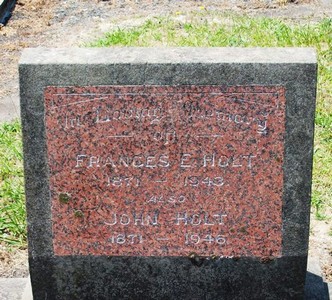 In Loving Memory
— OF —
FRANCES E. HOLT
1871 — 1943
ALSO
JOHN HOLT
1871 — 1948